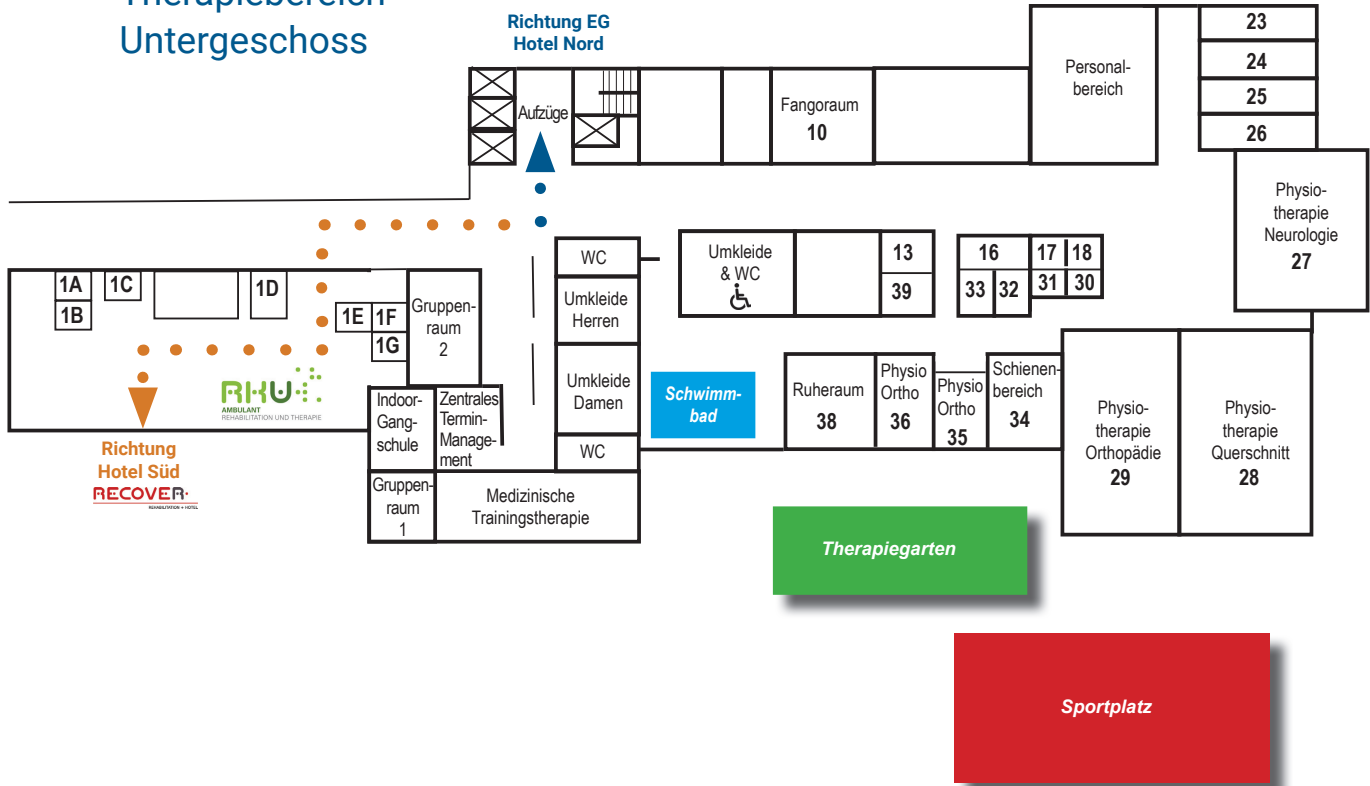 Therapiebereich
Untergeschoss
Richtung EG
Hotel Nord
Aufzüge
Fangoraum
10
Personal-
bereich
23
24
25
26
Physio-
therapie
Neurologie
27
WC
Umkleide
Herren
Umkleide
Damen
WC
Umkleide
& WC
13
39
16
33
32
17
18
31
30
1A
1B
1C
1D
1E
1F
1G
Gruppen-
raum
2
RKU
AMBULANT
REHABILITATION UND THERAPIE
Richtung
Hotel Süd
RECOVER
REHABILITATION + HOTEL
Indoor-
Gang-
schule
Zentrales
Termin-
Manage-
ment
Gruppen-
raum
1
Medizinische
Trainingstherapie
Schwimm-
bad
Ruheraum
38
Physio
Ortho
36
Physio
Ortho
35
Schienen-
bereich
34
Physio-
therapie
Orthopädie
29
Physio-
therapie
Querschnitt
28
Therapiegarten
Sportplatz